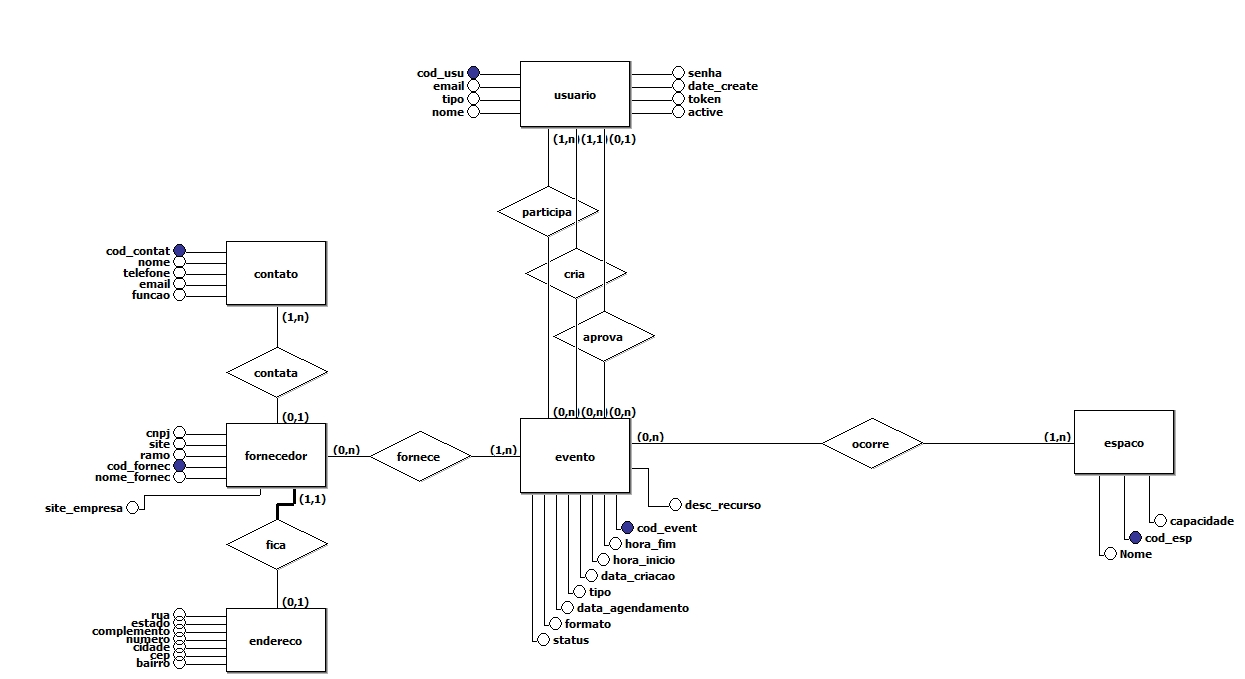 cod_usu
email
tipo
nome
usuario
senha
date_create
token
active
(1,n)
(1,1)
(0,1)
participa
cria
aprova
(0,n)
(0,n)
(0,n)
cod_contat
nome
telefone
email
funcao
contato
(1,n)
contata
(0,1)
cnpj
site
ramo
cod_fornec
nome_fornec
site_empresa
fornecedor
(0,n)
fornece
(1,n)
evento
(0,n)
ocorre
(1,n)
espaco
(1,1)
fica
(0,1)
rua
estado
complemento
numero
cidade
cep
bairro
endereco
desc_recurso
cod_event
hora_fim
hora_inicio
data_criacao
tipo
data_agendamento
formato
status
capacidade
cod_esp
Nome